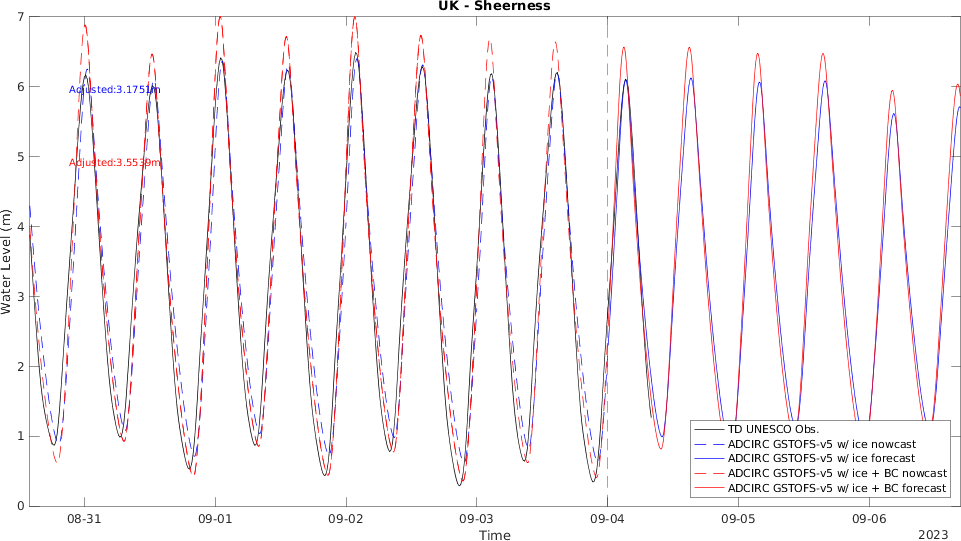 UK - Sheerness
7
6
5
4
3
2
1
0
Water Level (m)
Adjusted:3.1751m
Adjusted:3.5539m
TD UNESCO Obs.
ADCIRC GSTOFS-v5 w/ ice nowcast
ADCIRC GSTOFS-v5 w/ ice forecast
ADCIRC GSTOFS-v5 w/ ice + BC nowcast
ADCIRC GSTOFS-v5 w/ ice + BC forecast
08-31 09-01 09-02 09-03 09-04 09-05 09-06
Time
2023